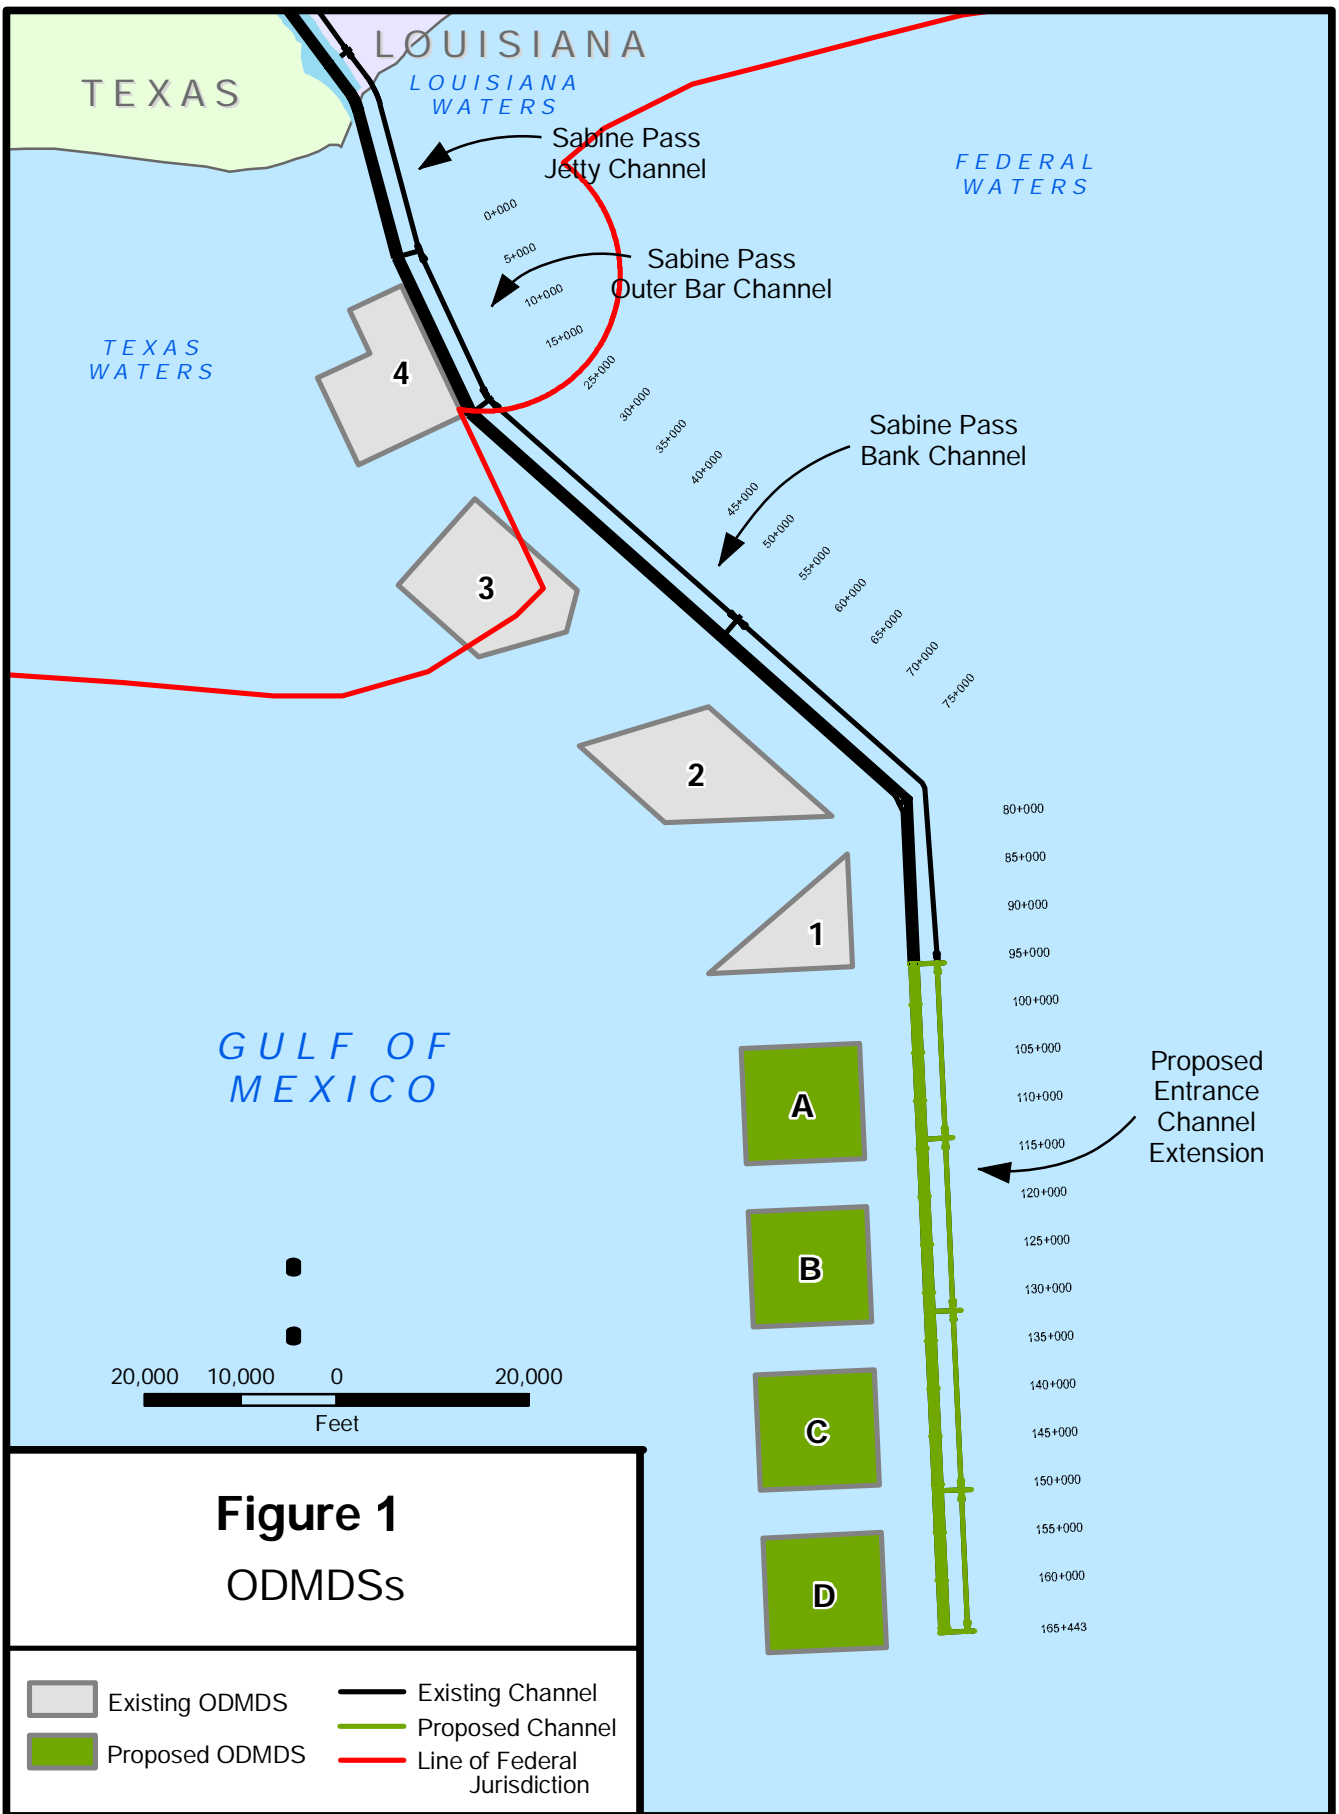 TEXAS
LOUISIANA
LOUISIANA
WATERS
Sabine Pass
Jetty Channel
FEDERAL
WATERS
0+000
5+000
10+000
15+000
Sabine Pass
Outer Bar Channel
TEXAS
WATERS
4
25+000
30+000
35+000
40+000
45+000
50+000
55+000
60+000
65+000
70+000
75+000
Sabine Pass
Bank Channel
3
2
1
80+000
85+000
90+000
95+000
100+000
105+000
110+000
115+000
120+000
125+000
130+000
135+000
140+000
145+000
150+000
155+000
160+000
165+443
GULF OF
MEXICO
A
B
C
D
Proposed
Entrance
Channel
Extension
20,000 10,000 0 20,000
Feet
Figure 1
ODMDSs
Existing ODMDS
Proposed ODMDS
Existing Channel
Proposed Channel
Line of Federal
Jurisdiction